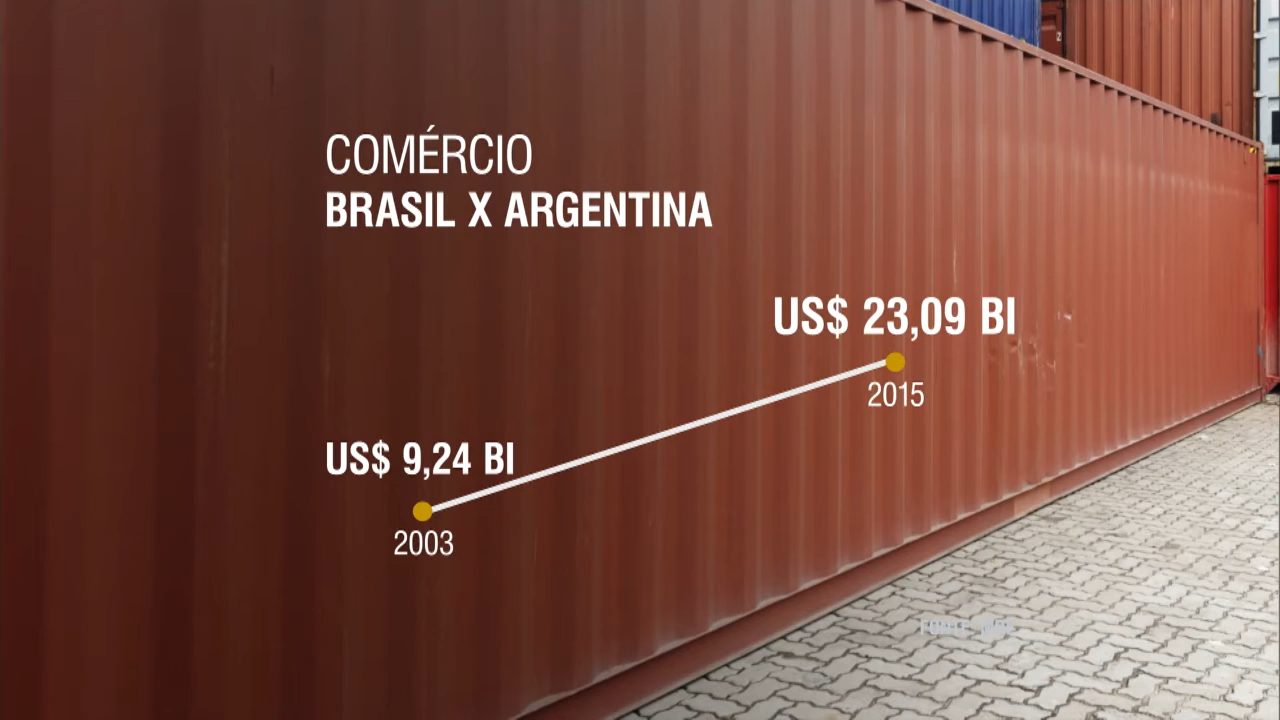 COMÉRCIO
BRASIL X ARGENTINA
US$ 23,09 BI
2015
US$ 9,24 BI
2003